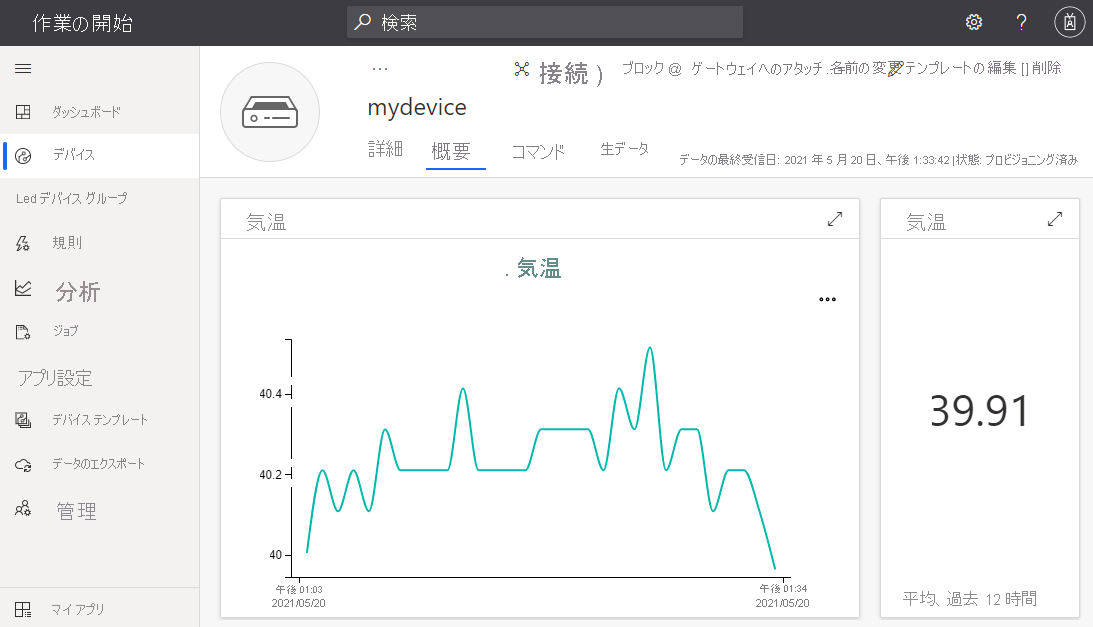 作業の開始
検索
?
ダッシュボード
デバイス
Led デバイス グループ
規則
分析
ジョブ
アプリ設定
デバイス テンプレート
データのエクスポート
管理
マイ アプリ
...
接続 )
ブロック @ ゲートウェイへのアタッチ .名前の変更 テンプレートの編集 [] 削除
mydevice
詳細
概要
コマンド
生データ
データの最終受信日: 2021 年 5 月 20 日、午後 1:33:42 |状態: プロビジョニング済み
気温
. 気温
40.4
40.2
40
午後 01:03
2021/05/20
午後 01:34
2021/05/20
気温
39.91
平均、過去 12 時間